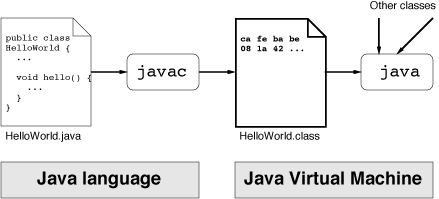 Other classes
public class
HelloWorld {
...
void hello() {
...
}
}
javac
ca fe ba be
08 1a 42 ...
java
HelloWorld.java
HelloWorld.class
Java language
Java Virtual Machine